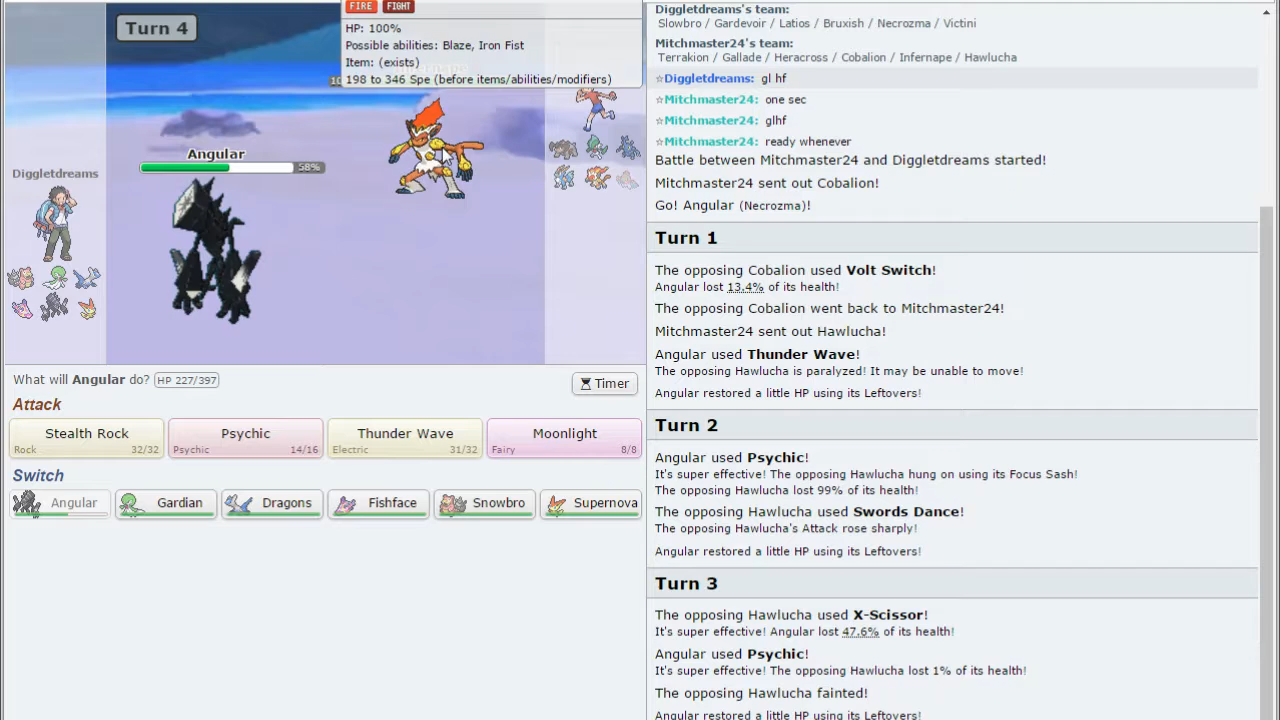 Turn 4
FIRE FIGHT
HP: 100%
Possible abilities: Blaze, Iron Fist
Item: (exists)
198 to 346 Spe (before items/abilities/modifiers)
Angular
58%
Diggletdreams
What will Angular do? HP 227/397
Timer
Attack
Stealth Rock
Rock 32/32
Psychic
Psychic 14/16
Thunder Wave
Electric 31/32
Moonlight
Fairy 8/8
Switch
Angular
Gardian
Dragons
Fishface
Snowbro
Supernova
Diggletdreams's team:
Slowbro / Gardevoir / Latios / Bruxish / Necrozma / Victini
Mitchmaster24's team:
Terrakion / Gallade / Heracross / Cobalion / Infernape / Hawlucha
☆Diggletdreams: gl hf
☆Mitchmaster24: one sec
☆Mitchmaster24: glhf
☆Mitchmaster24: ready whenever
Battle between Mitchmaster24 and Diggletdreams started!
Mitchmaster24 sent out Cobalion!
Go! Angular (Necrozma)!
Turn 1
The opposing Cobalion used Volt Switch!
Angular lost 13.4% of its health!
The opposing Cobalion went back to Mitchmaster24!
Mitchmaster24 sent out Hawlucha!
Angular used Thunder Wave!
The opposing Hawlucha is paralyzed! It may be unable to move!
Angular restored a little HP using its Leftovers!
Turn 2
Angular used Psychic!
It's super effective! The opposing Hawlucha hung on using its Focus Sash!
The opposing Hawlucha lost 99% of its health!
The opposing Hawlucha used Swords Dance!
The opposing Hawlucha's Attack rose sharply!
Angular restored a little HP using its Leftovers!
Turn 3
The opposing Hawlucha used X-Scissor!
It's super effective! Angular lost 47.6% of its health!
Angular used Psychic!
It's super effective! The opposing Hawlucha lost 1% of its health!
The opposing Hawlucha fainted!
Angular restored a little HP using its Leftovers!